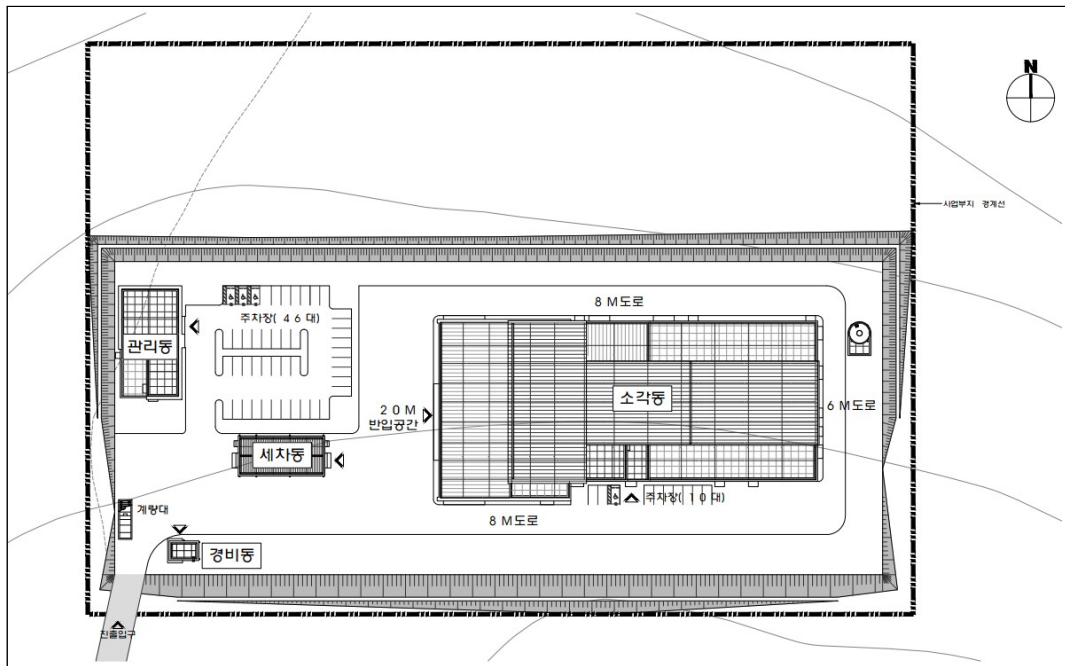 N
사업부지 경계선
8 M도로
주차장( 4 6 대)
관리동
소각동
2 0 M
반입공간
6 M도로
세차동
주차장( 1 0 대)
계량대
8 M도로
경비동
진출입구